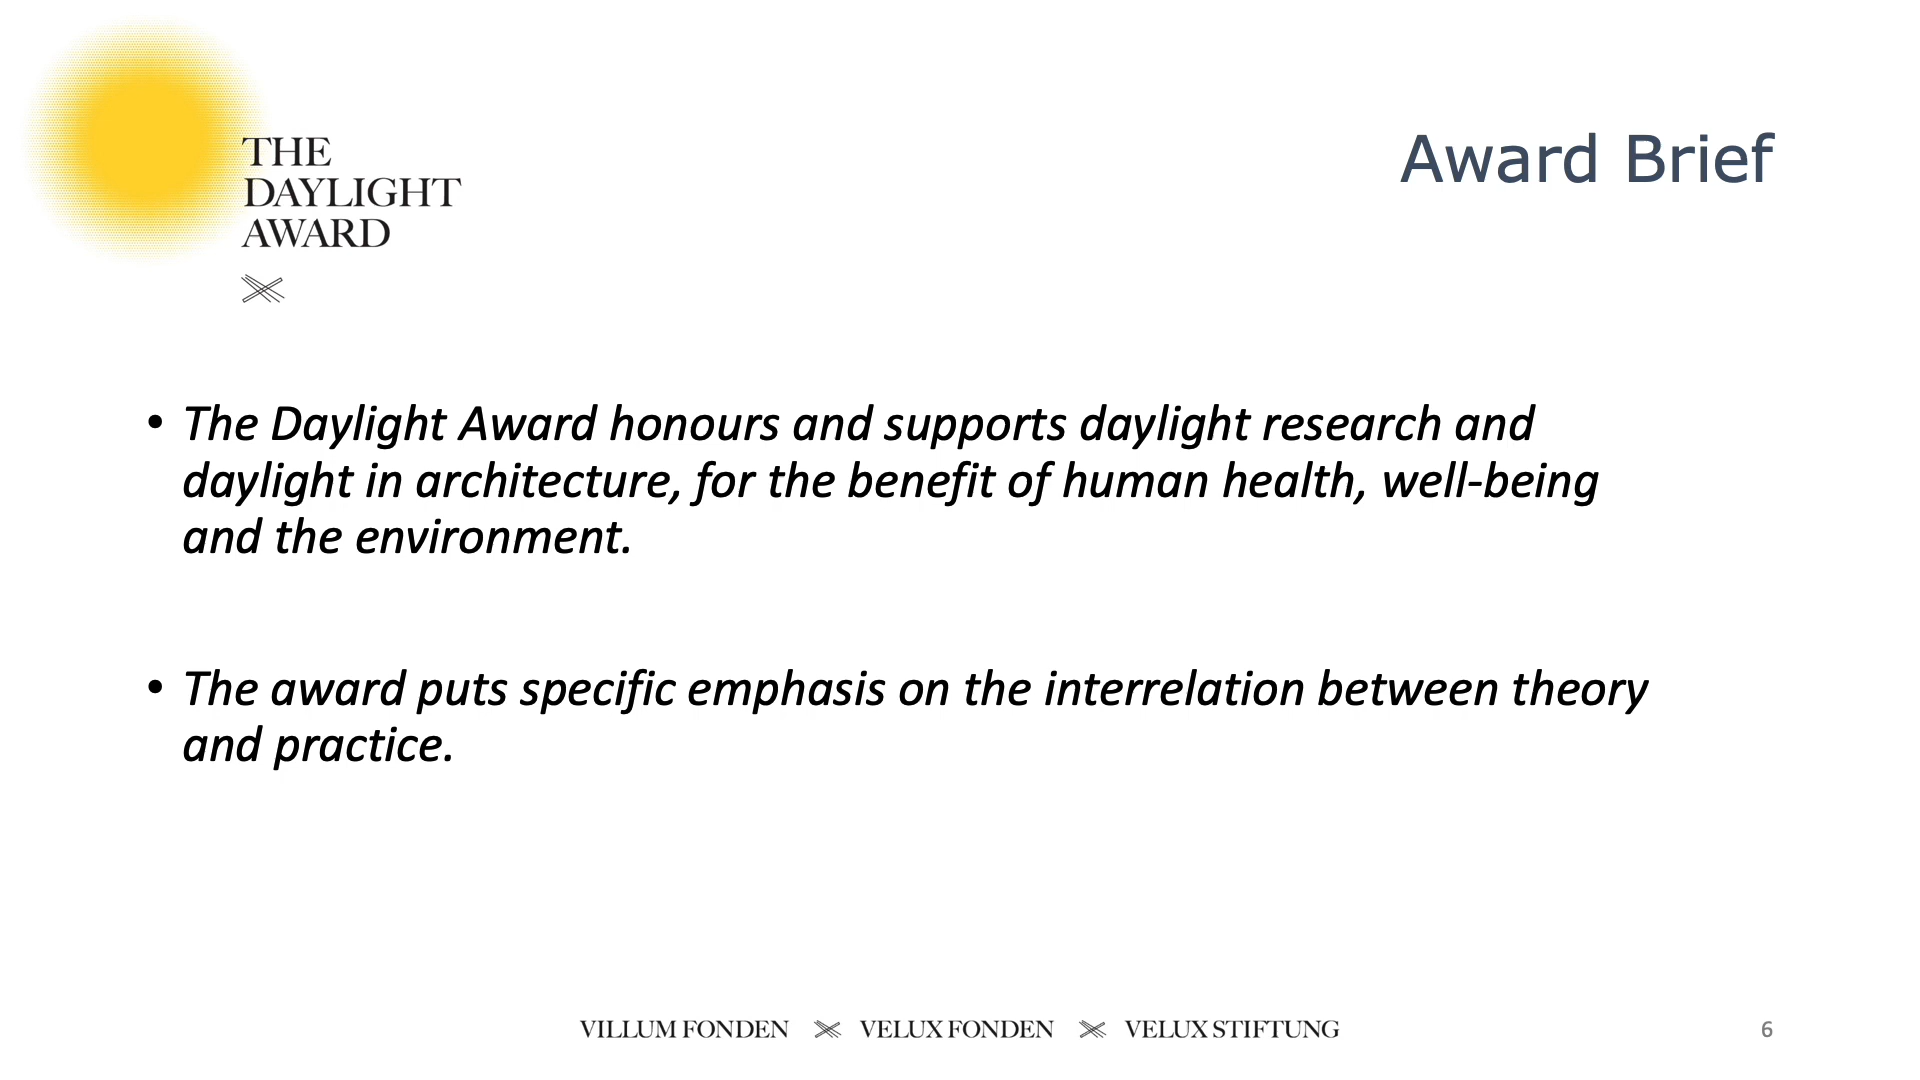 THE
DAYLIGHT
AWARD
Award Brief
• The Daylight Award honours and supports daylight research and
daylight in architecture, for the benefit of human health, well-being
and the environment.
• The award puts specific emphasis on the interrelation between theory
and practice.
VILLUM FONDEN VELUX FONDEN VELUX STIFTUNG
6